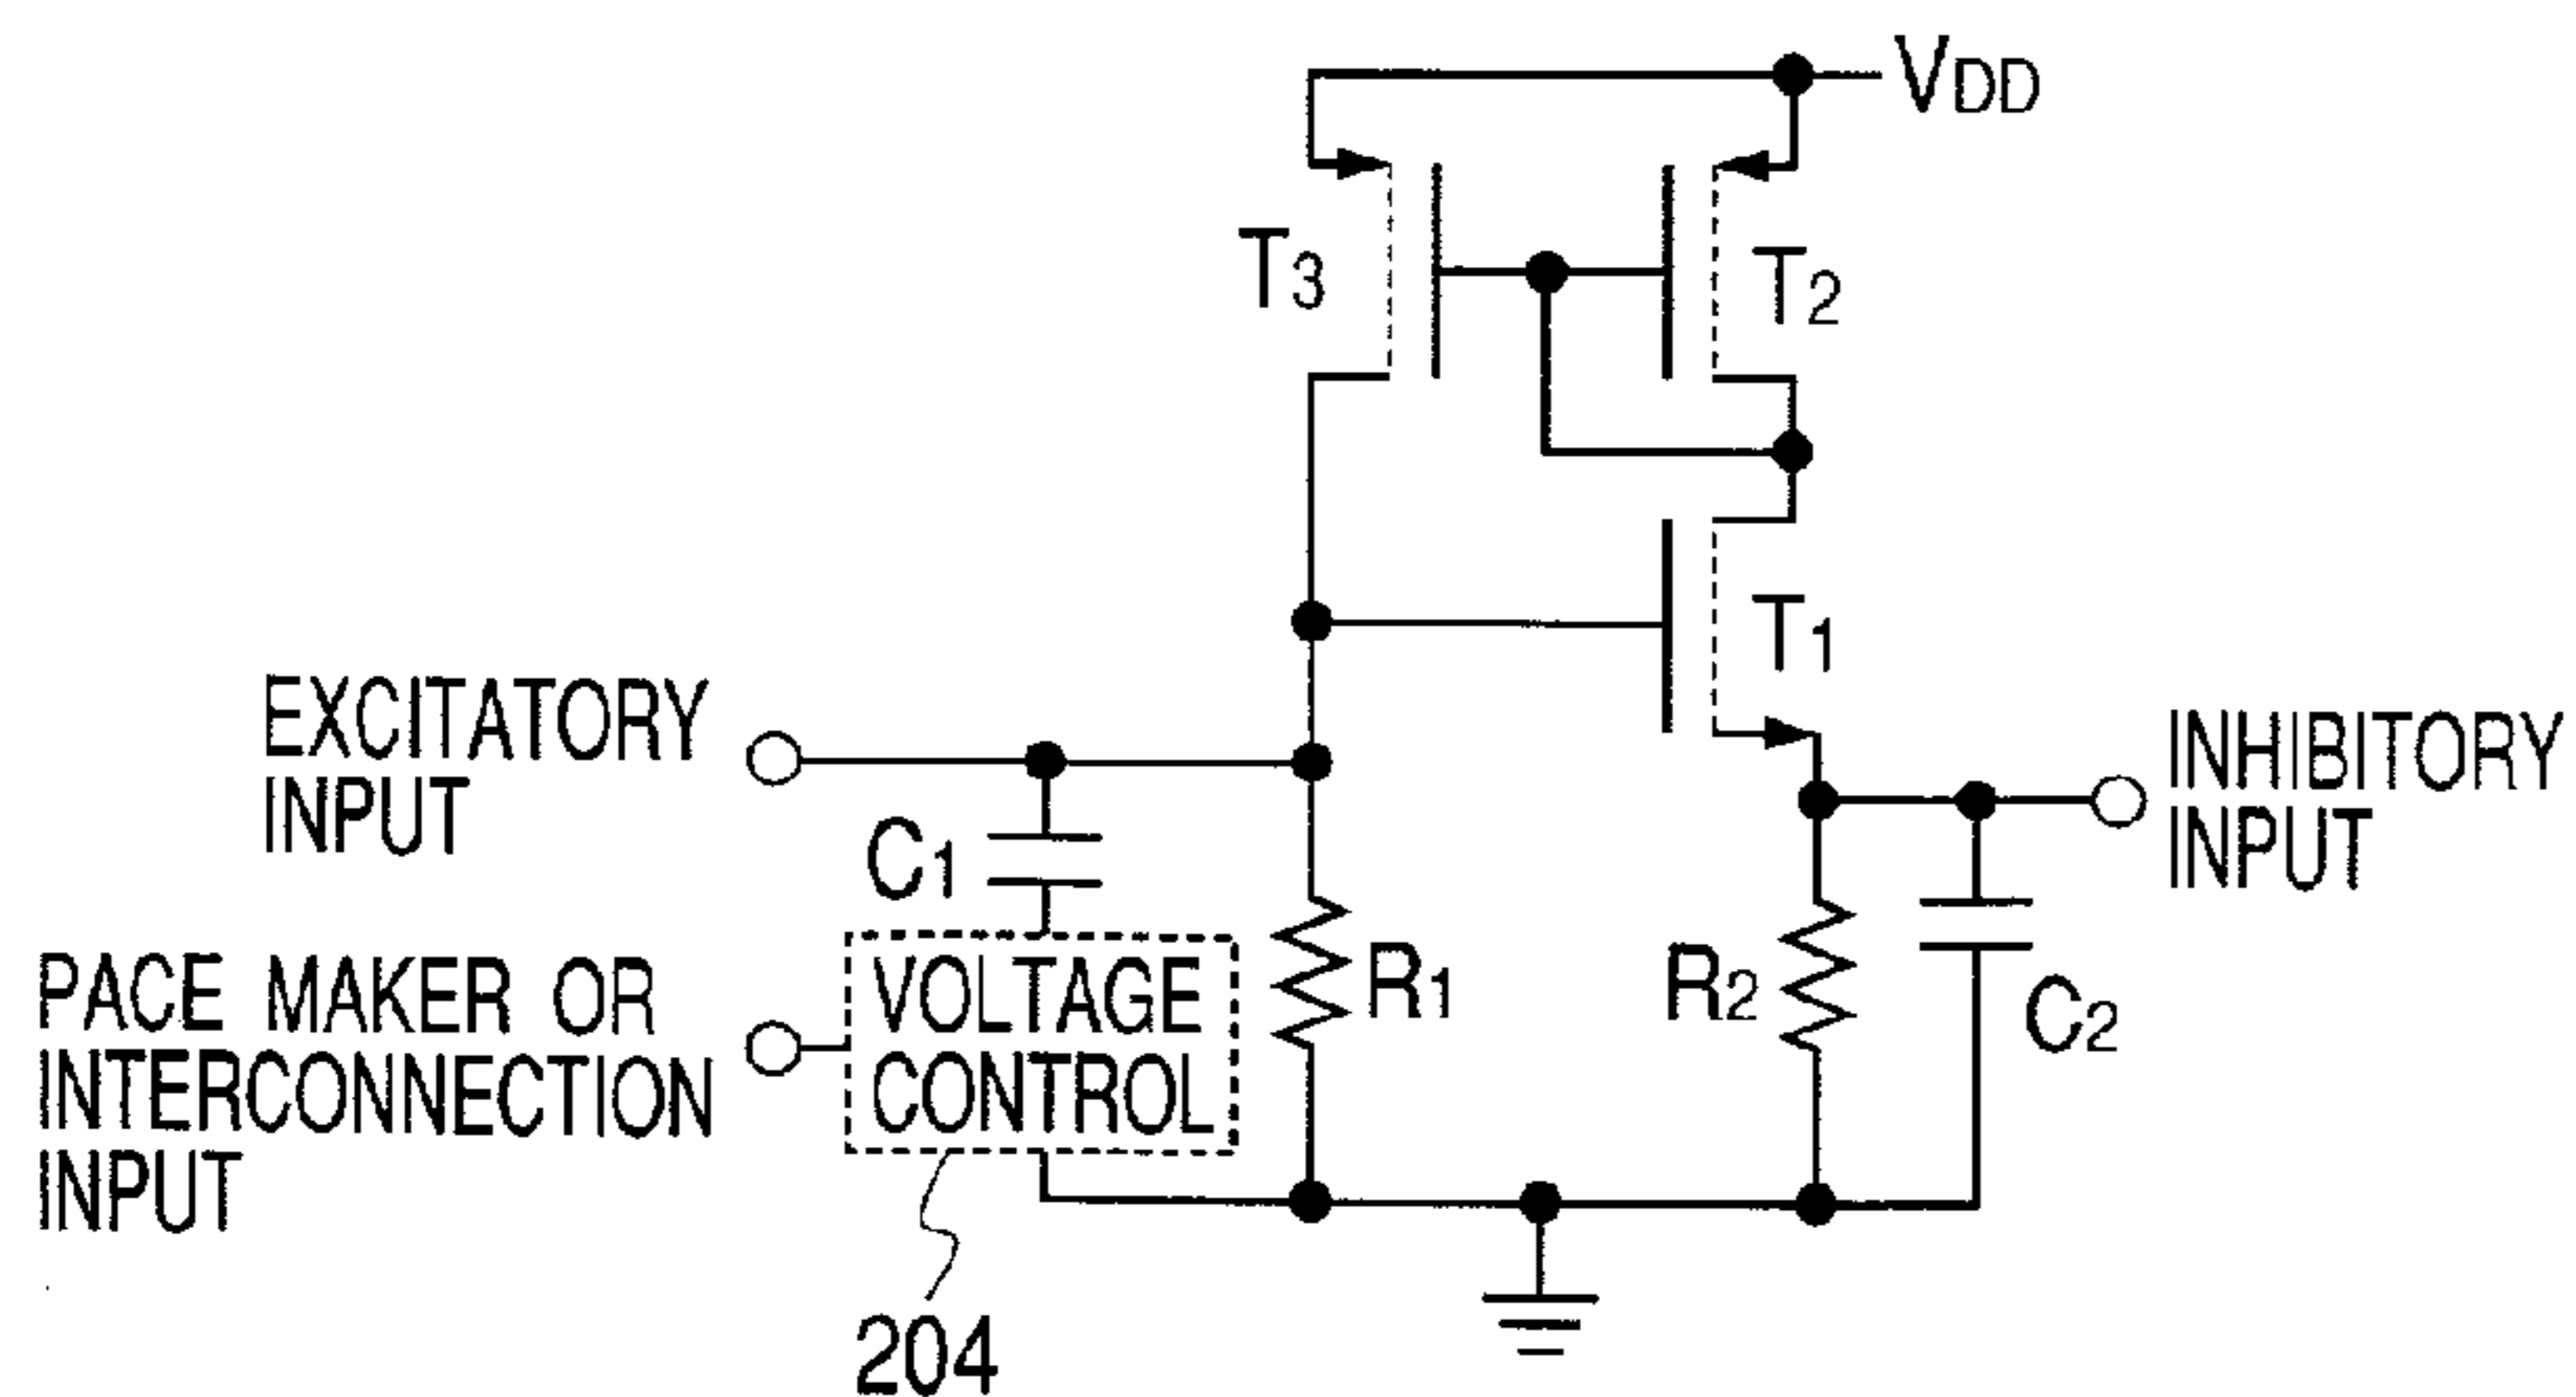 VDD
T3
T2
T1
EXCITATORY
INPUT
INHIBITORY
INPUT
C1
PACE MAKER OR
INTERCONNECTION
INPUT
VOLTAGE
CONTROL
R1
R2
C2
204